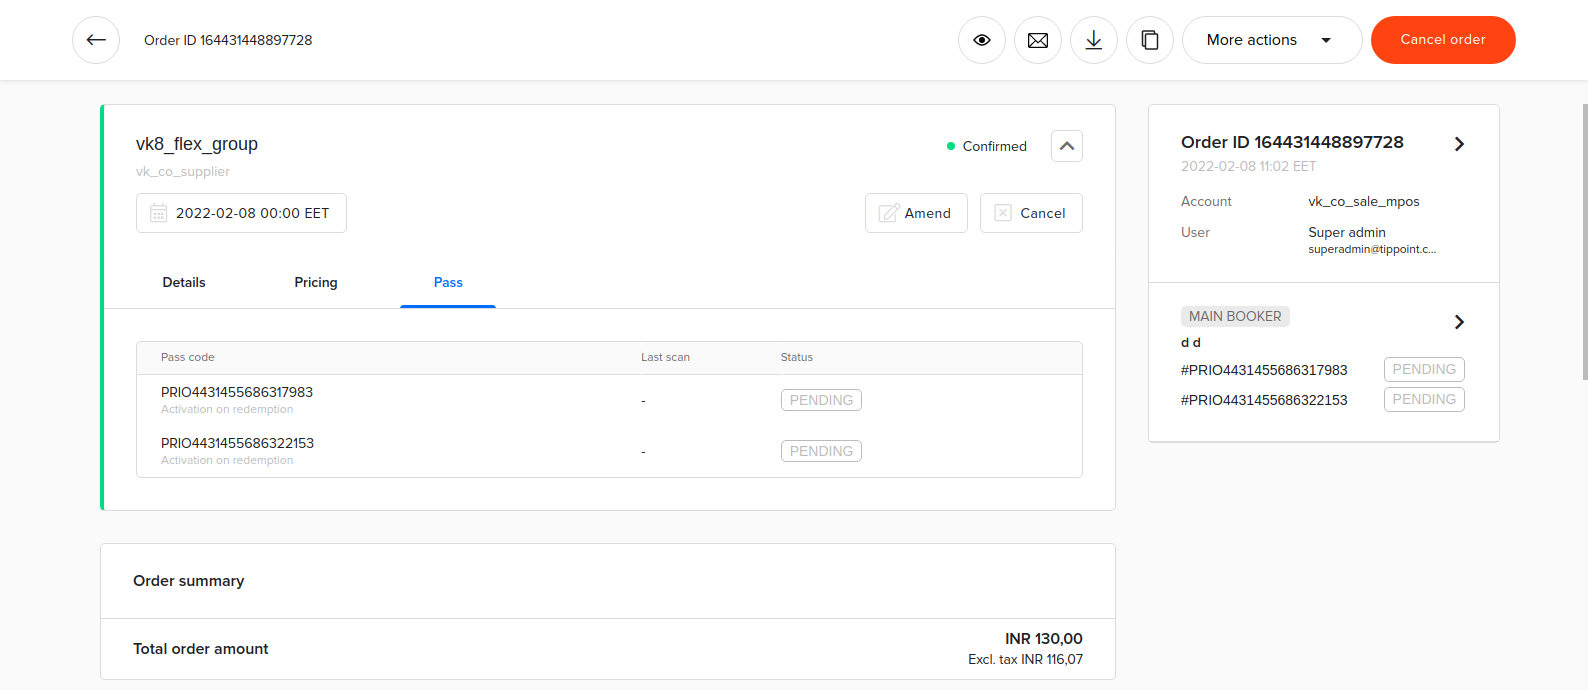 Order ID 164431448897728
More actions
Cancel order
vk8_flex_group
Confirmed
vk_co_supplier
2022-02-08 00:00 EET
Amend
Cancel
Details
Pricing
Pass
Pass code
Last scan
Status
PRIO4431455686317983
Activation on redemption
-
PENDING
PRIO4431455686322153
Activation on redemption
-
PENDING
Order summary
Total order amount
INR 130,00
Excl. tax INR 116,07
Order ID 164431448897728
2022-02-08 11:02 EET
Account
vk_co_sale_mpos
User
Super admin
superadmin@tippoint.c...
MAIN BOOKER
d d
#PRIO4431455686317983
PENDING
#PRIO4431455686322153
PENDING